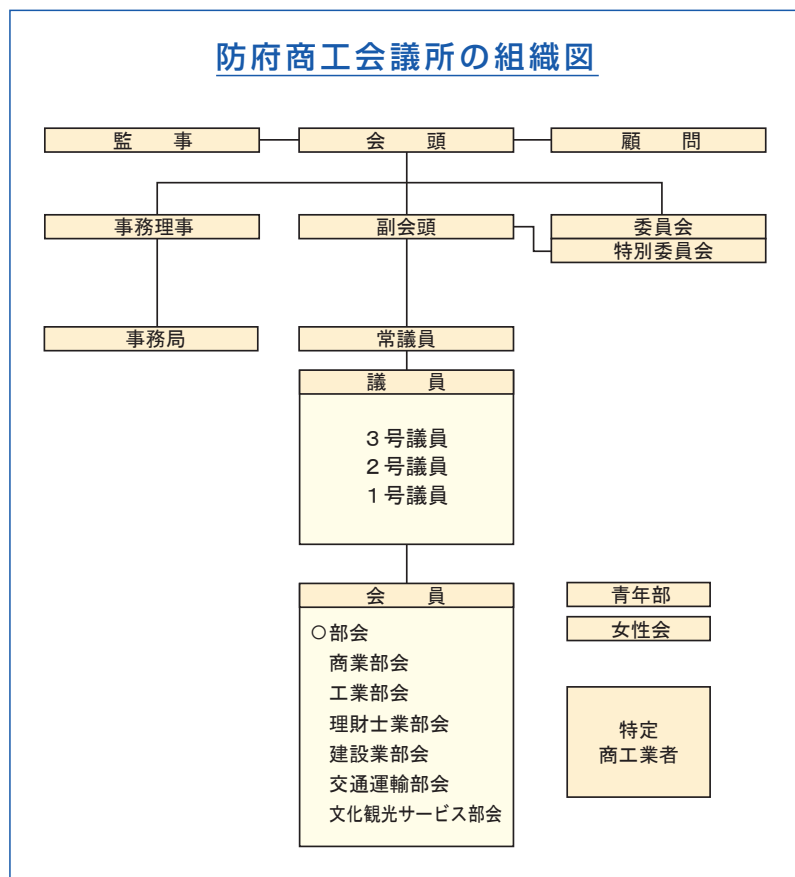 防府商工会議所の組織図
監　事
会　頭
顧　問
事務理事
副会頭
委員会
特別委員会
事務局
常議員
議　員
３号議員
２号議員
１号議員
会　員
○部会
商業部会
工業部会
理財士業部会
建設業部会
交通運輸部会
文化観光サービス部会
青年部
女性会
特定
商工業者